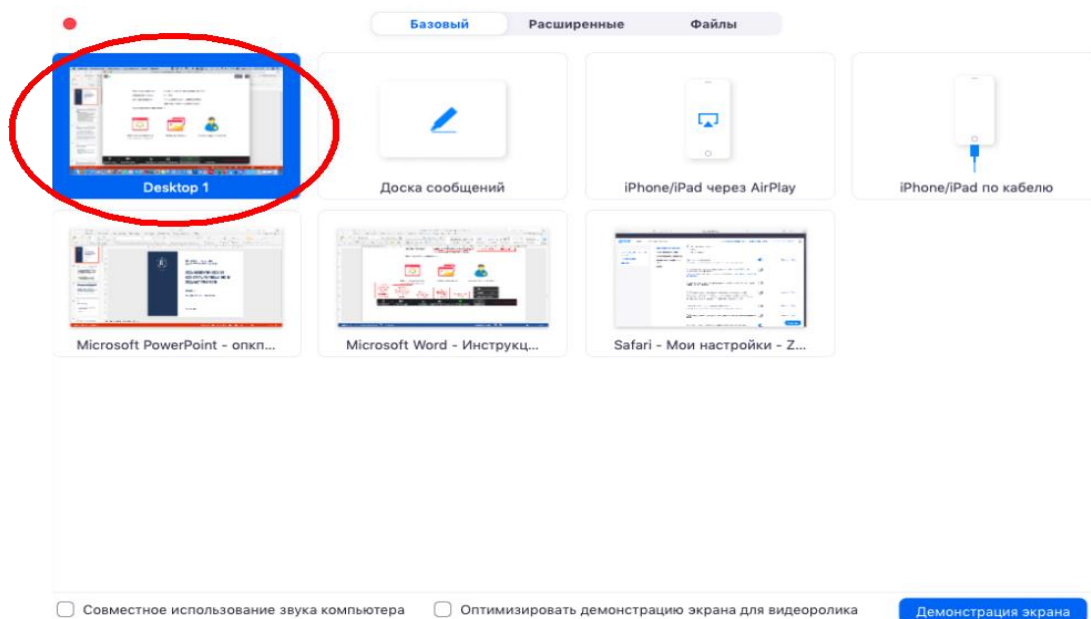 Базовый Расширенные Файлы
Desktop 1 Доска сообщений iPhone/iPad через AirPlay iPhone/iPad по кабелю
Microsoft PowerPoint - опкп... Microsoft Word - Инструкц... Safari - Мои настройки - Z...
Совместное использование звука компьютера Оптимизировать демонстрацию экрана для видеоролика Демонстрация экрана